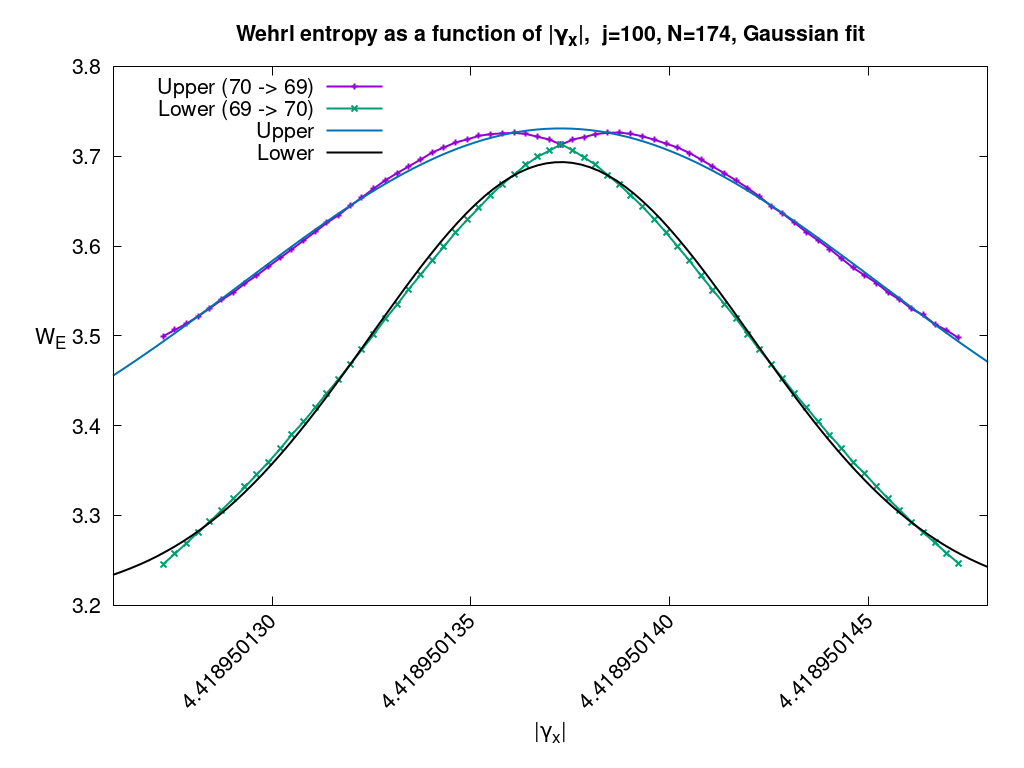 Wehrl entropy as a function of |γₓ|,  j=100, N=174, Gaussian fit
Upper (70 -> 69)
Lower (69 -> 70)
Upper
Lower
3.8
3.7
3.6
3.5
3.4
3.3
3.2
W_E
4.418950130
4.418950135
4.418950140
4.418950145
|γₓ|